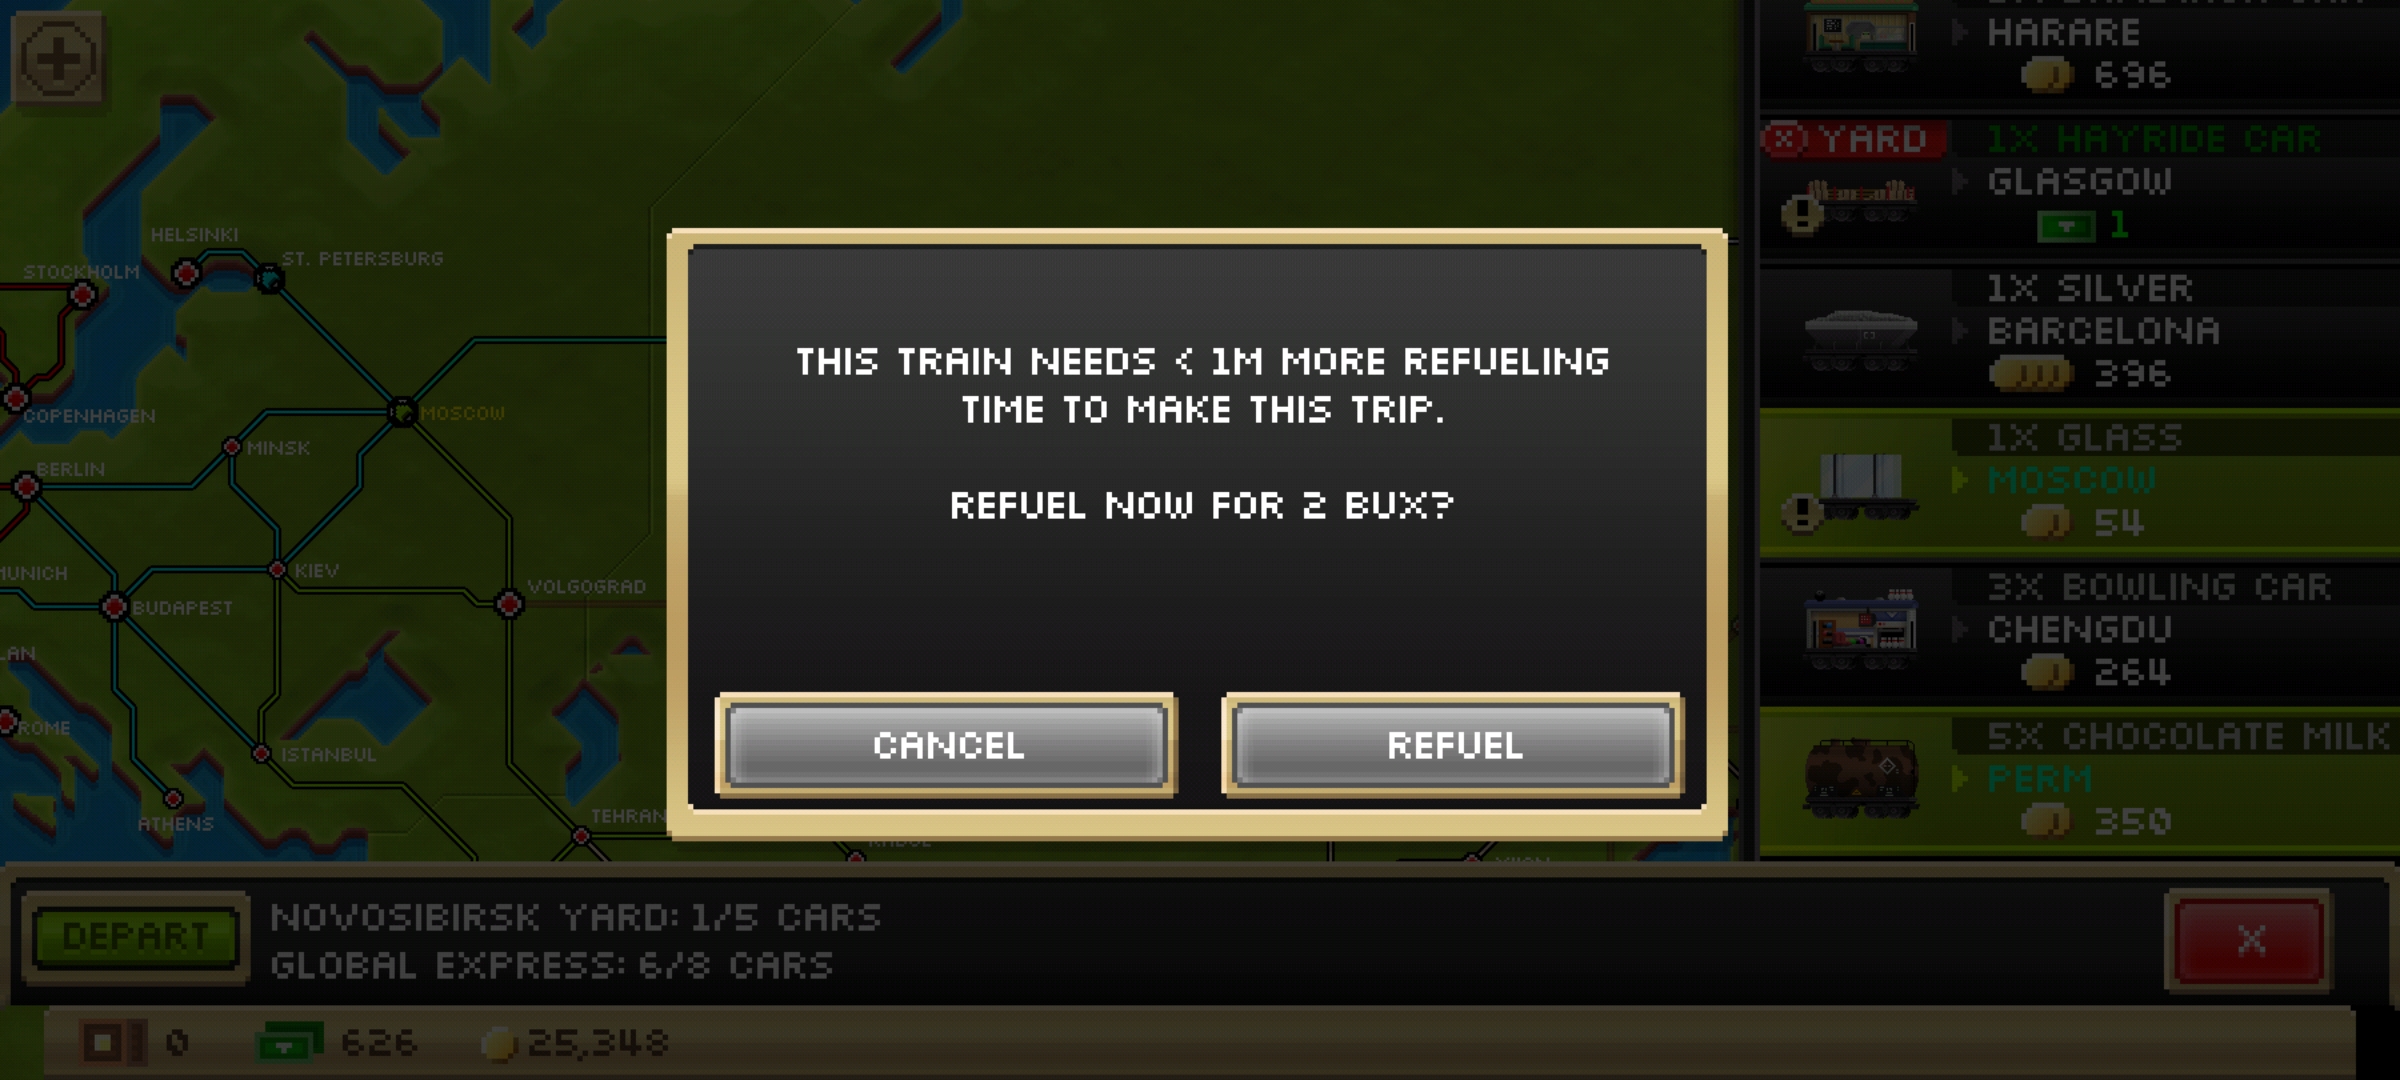 HARARE
696
YARD
1X HAYRIDE CAR
GLASGOW
1
1X SILVER
BARCELONA
396
1X GLASS
MOSCOW
54
3X BOWLING CAR
CHENGDU
264
5X CHOCOLATE MILK
PERM
350
HELSINKI
ST. PETERSBURG
STOCKHOLM
COPENHAGEN
MOSCOW
MINSK
BERLIN
MUNICH
KIEV
VOLGOGRAD
BUDAPEST
LAN
ROME
ISTANBUL
ATHENS
TEHRAN
THIS TRAIN NEEDS < 1M MORE REFUELING
TIME TO MAKE THIS TRIP.
REFUEL NOW FOR 2 BUX?
CANCEL
REFUEL
DEPART
NOVOSIBIRSK YARD: 1/5 CARS
GLOBAL EXPRESS: 6/8 CARS
X
0
626
25,348